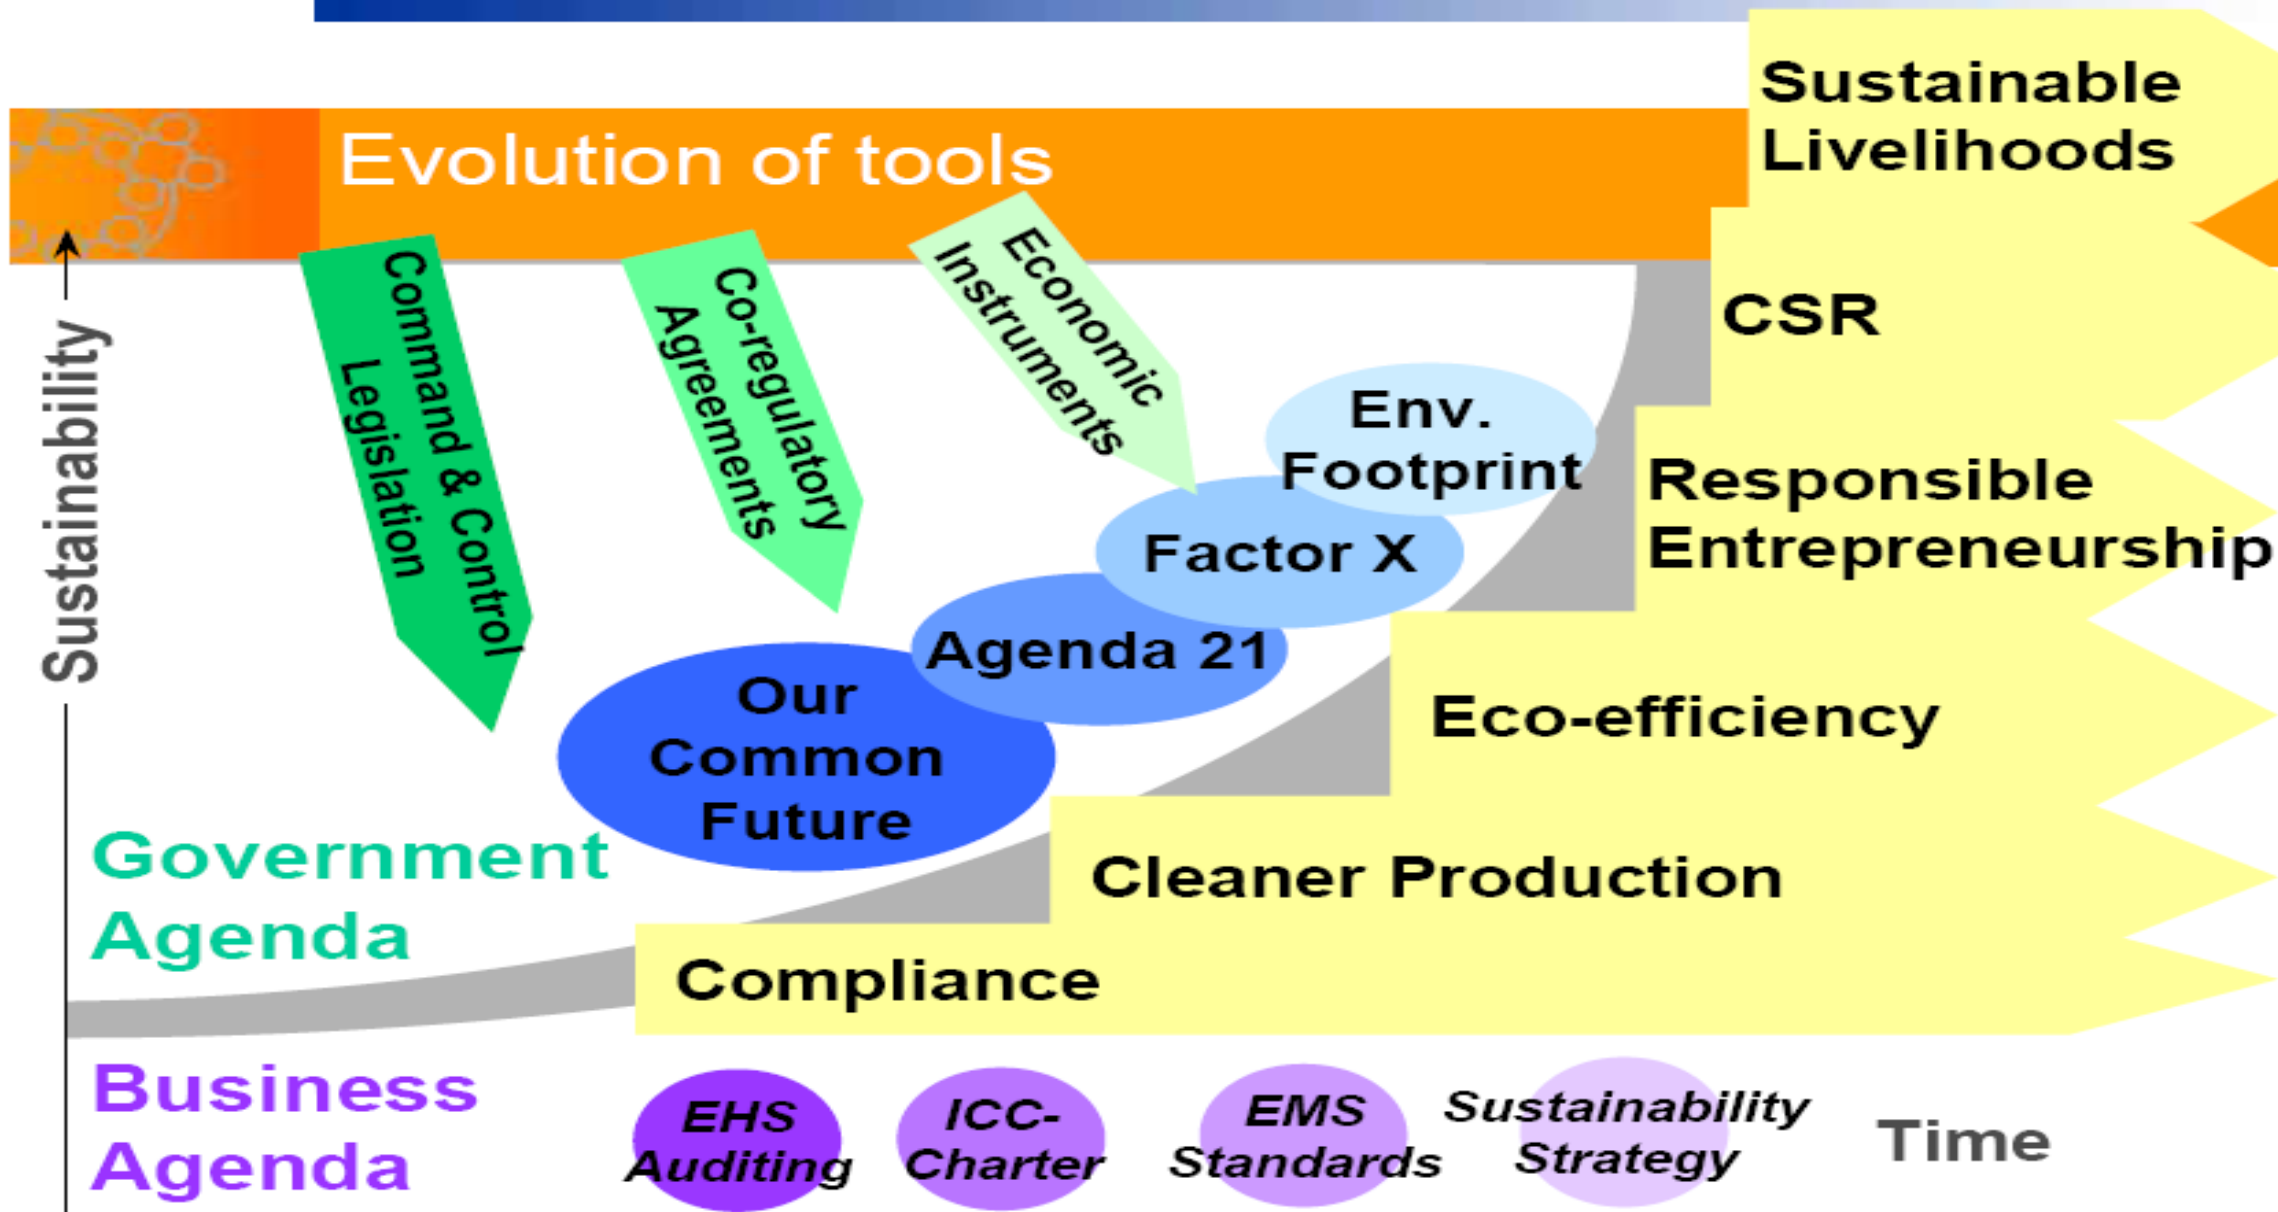 Evolution of tools
Sustainable
Livelihoods
CSR
Responsible
Entrepreneurship
Eco-efficiency
Cleaner Production
Compliance
Command & Control
Legislation
Co-regulatory
Agreements
Economic
Instruments
Env.
Footprint
Factor X
Agenda 21
Our
Common
Future
Sustainability
Government
Agenda
Business
Agenda
EHS
Auditing
ICC-
Charter
EMS
Standards
Sustainability
Strategy
Time